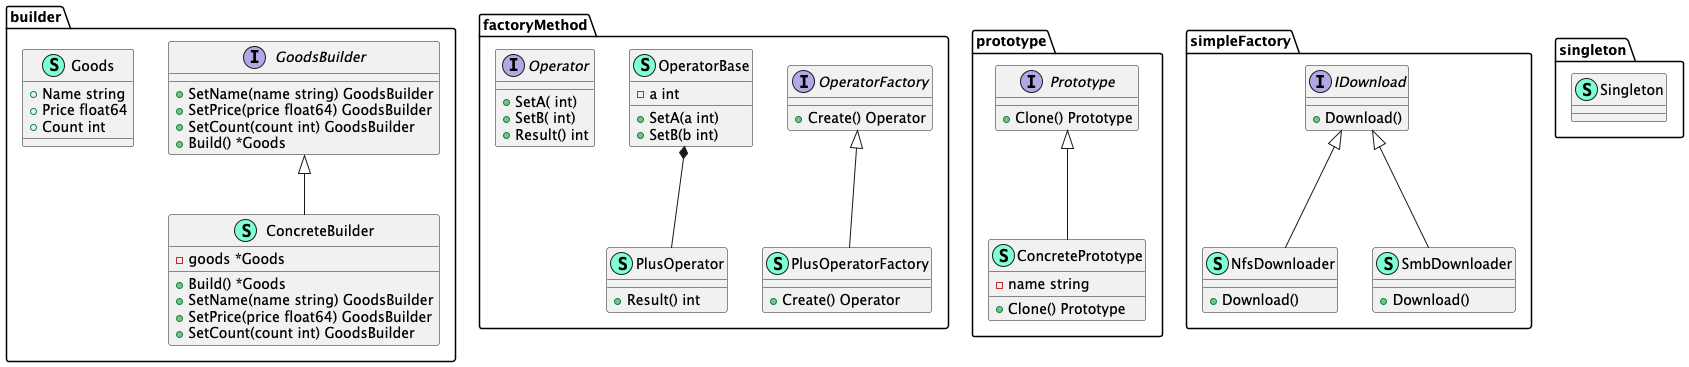 builder
S Goods
Name string
Price float64
Count int
I GoodsBuilder
SetName(name string) GoodsBuilder
SetPrice(price float64) GoodsBuilder
SetCount(count int) GoodsBuilder
Build() *Goods
S ConcreteBuilder
goods *Goods
Build() *Goods
SetName(name string) GoodsBuilder
SetPrice(price float64) GoodsBuilder
SetCount(count int) GoodsBuilder
factoryMethod
I Operator
SetA( int)
SetB( int)
Result() int
S OperatorBase
a int
SetA(a int)
SetB(b int)
I OperatorFactory
Create() Operator
S PlusOperator
Result() int
S PlusOperatorFactory
Create() Operator
prototype
I Prototype
Clone() Prototype
S ConcretePrototype
name string
Clone() Prototype
simpleFactory
I IDownload
Download()
S NfsDownloader
Download()
S SmbDownloader
Download()
singleton
S Singleton